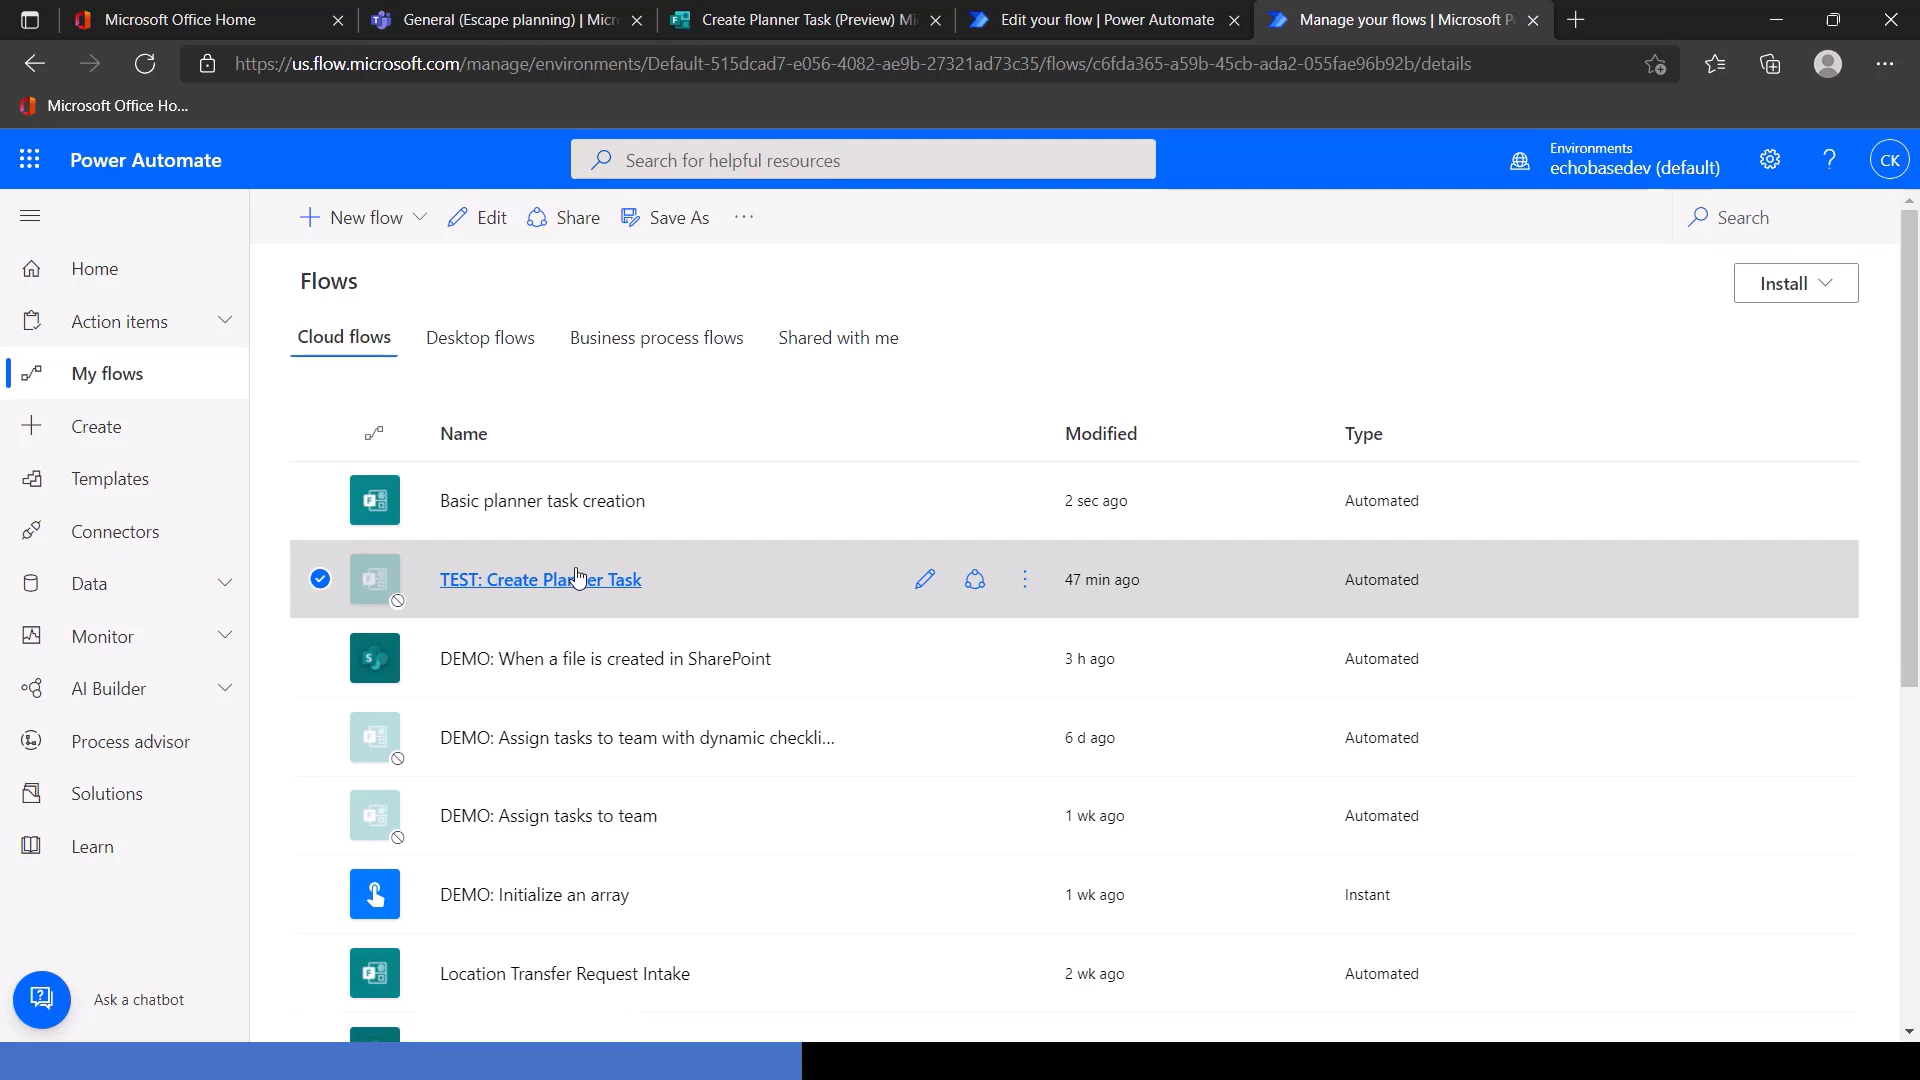 Microsoft Office Home
General (Escape planning) | Micr
Create Planner Task (Preview) Mi
Edit your flow | Power Automate
Manage your flows | Microsoft P
https://us.flow.microsoft.com/manage/environments/Default-515dcad7-e056-4082-ae9b-27321ad73c35/flows/c6fda365-a59b-45cb-ada2-055fae96b92b/details
Microsoft Office Ho...
Power Automate
Search for helpful resources
Environments
echobasedev (default)
CK
New flow
Edit
Share
Save As
Search
Home
Action items
My flows
Create
Templates
Connectors
Data
Monitor
AI Builder
Process advisor
Solutions
Learn
Ask a chatbot
Flows
Install
Cloud flows
Desktop flows
Business process flows
Shared with me
Name Modified Type
Basic planner task creation 2 sec ago Automated
TEST: Create Planner Task 47 min ago Automated
DEMO: When a file is created in SharePoint 3 h ago Automated
DEMO: Assign tasks to team with dynamic checkli... 6 d ago Automated
DEMO: Assign tasks to team 1 wk ago Automated
DEMO: Initialize an array 1 wk ago Instant
Location Transfer Request Intake 2 wk ago Automated